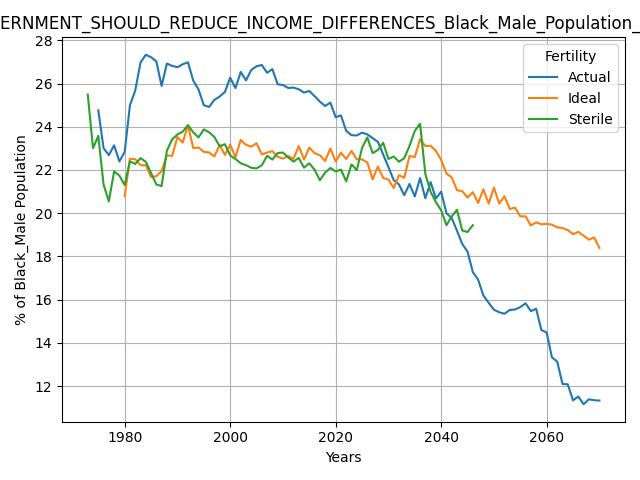 ERNMENT_SHOULD_REDUCE_INCOME_DIFFERENCES_Black_Male_Population_
28
26
24
22
20
18
16
14
12
% of Black_Male Population
Fertility
Actual
Ideal
Sterile
1980
2000
2020
2040
2060
Years